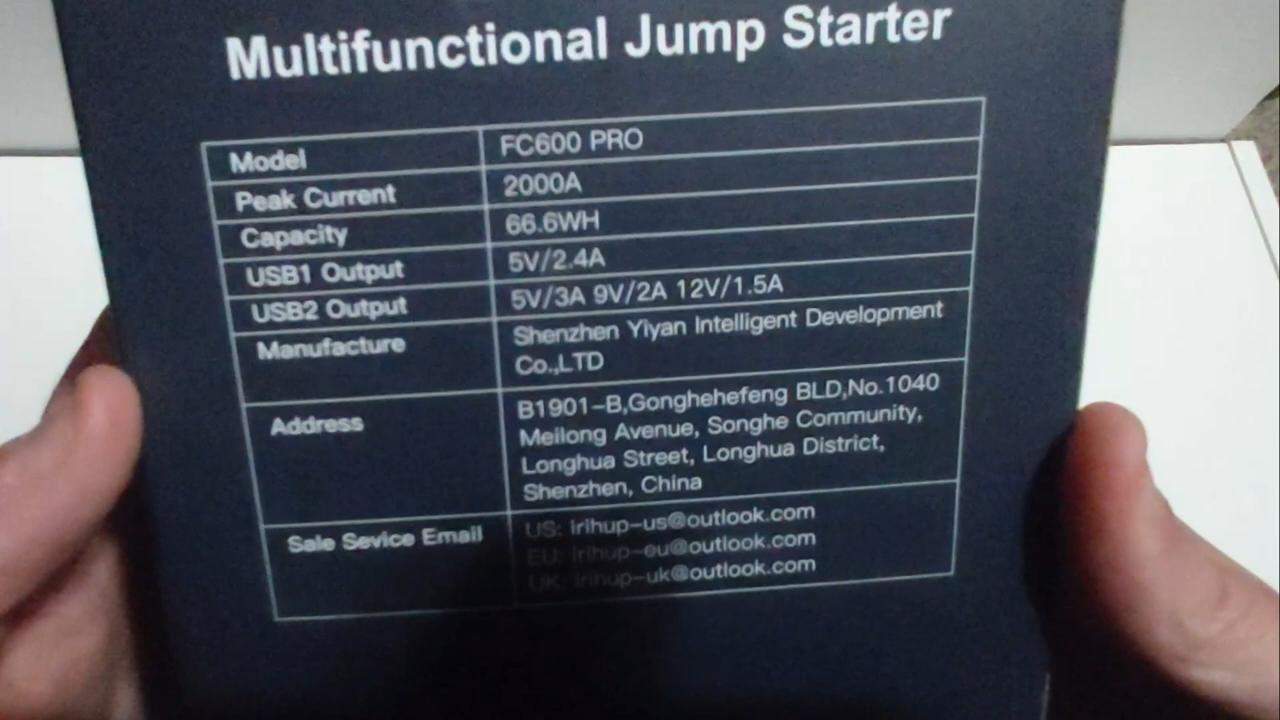 Multifunctional Jump Starter
Model FC600 PRO
Peak Current 2000A
Capacity 66.6WH
USB1 Output 5V/2.4A
USB2 Output 5V/3A 9V/2A 12V/1.5A
Manufacture Shenzhen Yiyan Intelligent Development
Co.,LTD
Address B1901-B,Gonghehefeng BLD,No.1040
Meilong Avenue, Songhe Community,
Longhua Street, Longhua District,
Shenzhen, China
Sale Sevice Email US: irihup-us@outlook.com
EU: irihup-eu@outlook.com
UK: irihup-uk@outlook.com